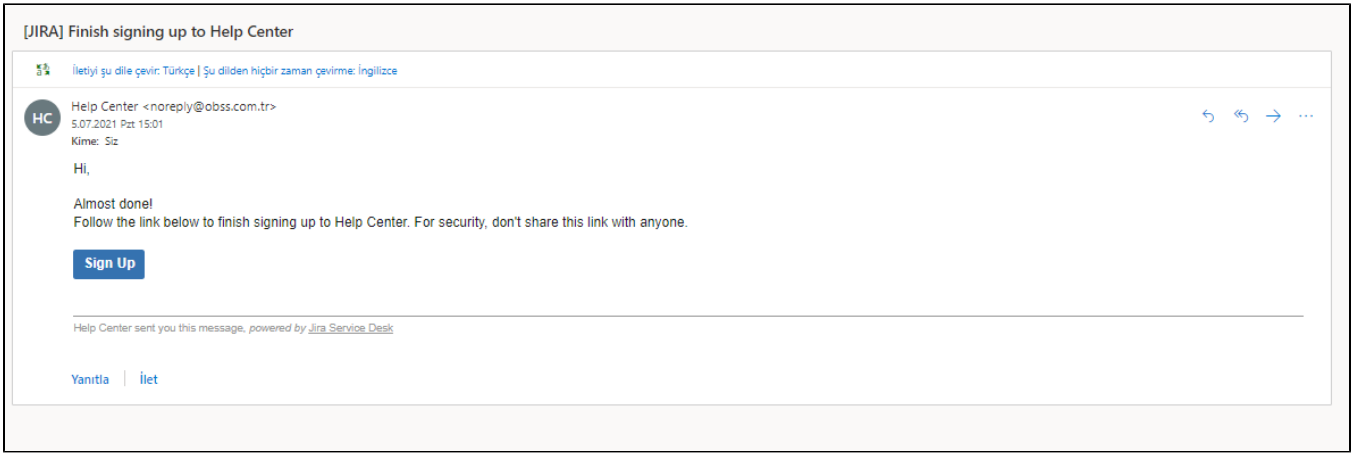 [JIRA] Finish signing up to Help Center
İletiyi şu dile çevir: Türkçe | Şu dilden hiçbir zaman çevirme: İngilizce
HC
Help Center <noreply@obss.com.tr>
5.07.2021 Pzt 15:01
Kime: Siz
Hi,
Almost done!
Follow the link below to finish signing up to Help Center. For security, don't share this link with anyone.
Sign Up
Help Center sent you this message, powered by Jira Service Desk
Yanıtla | İlet